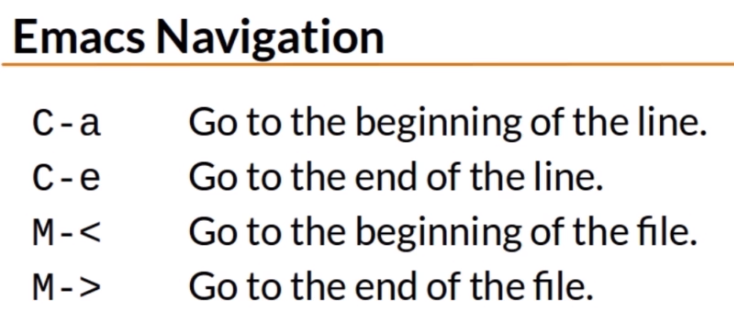 Emacs Navigation
C-a Go to the beginning of the line.
C-e Go to the end of the line.
M-< Go to the beginning of the file.
M-> Go to the end of the file.